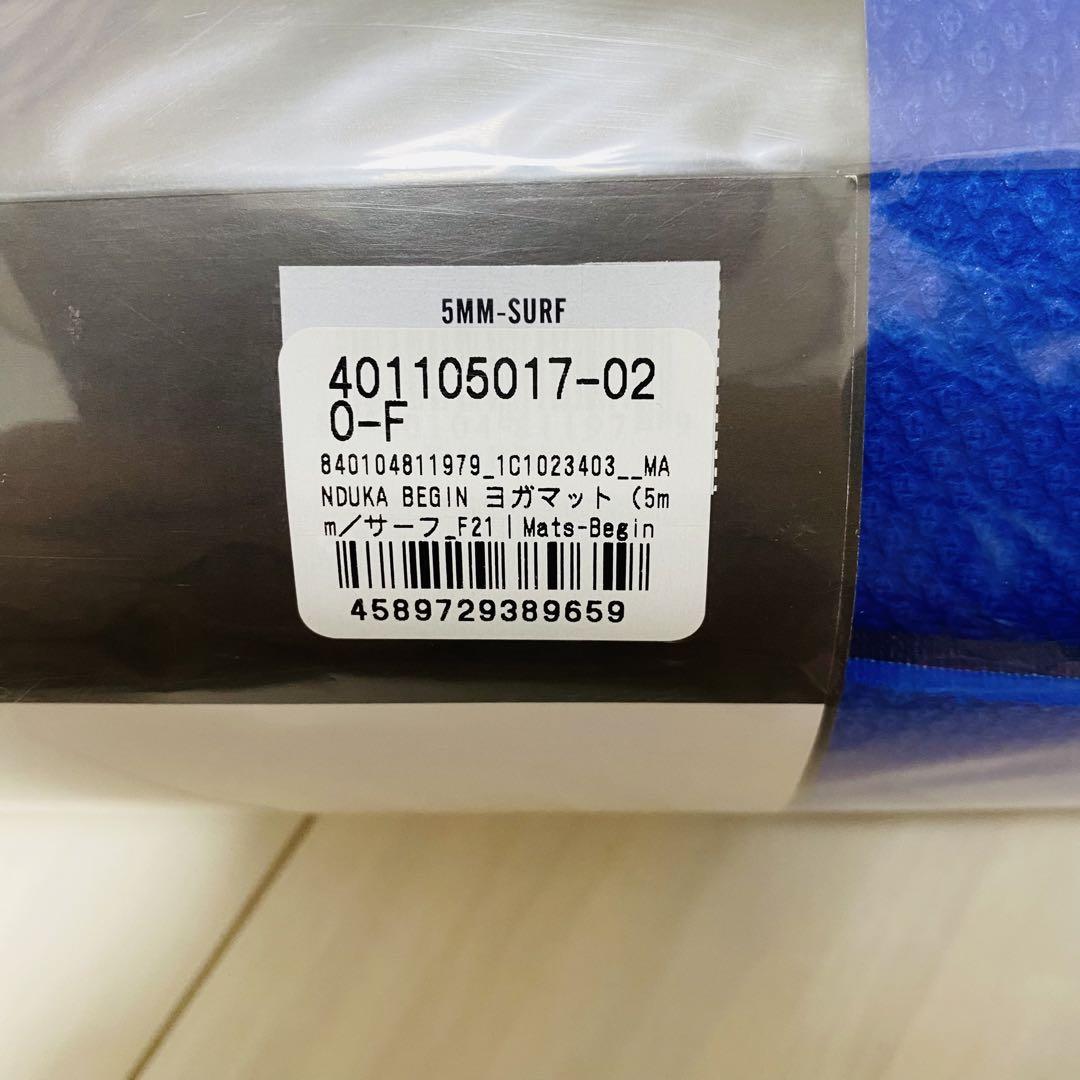 5MM-SURF
401105017-02
0-F
840104811979_1C1023403__MA
NDUKA BEGIN ヨガマット (5m
m／サーフ_F21｜Mats-Begin
4589729389659